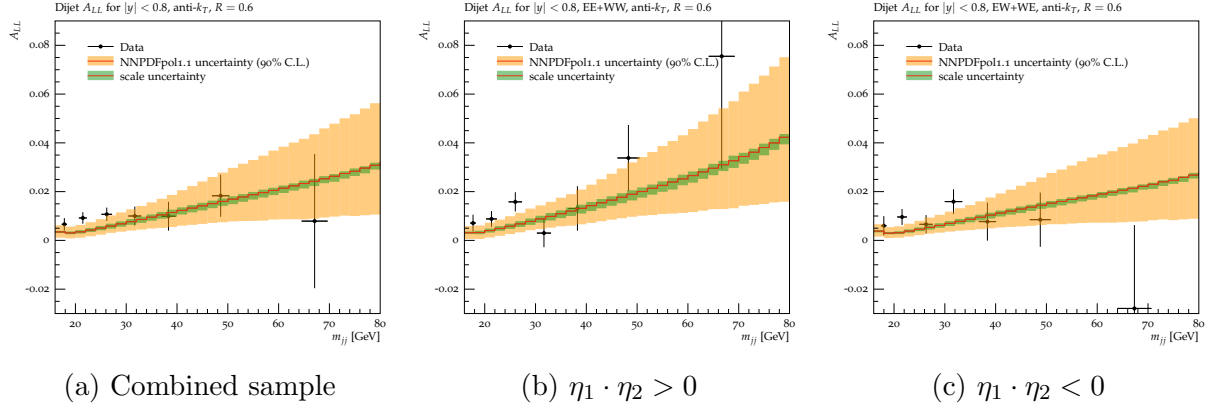 Dijet A_LL for |y| < 0.8, anti-k_T, R = 0.6
A_LL
Data
NNPDFpol1.1 uncertainty (90% C.L.)
scale uncertainty
0.08
0.06
0.04
0.02
0
-0.02
20 30 40 50 60 70 80
m_jj [GeV]
(a) Combined sample
Dijet A_LL for |y| < 0.8, EE+WW, anti-k_T, R = 0.6
A_LL
Data
NNPDFpol1.1 uncertainty (90% C.L.)
scale uncertainty
0.08
0.06
0.04
0.02
0
-0.02
20 30 40 50 60 70 80
m_jj [GeV]
(b) η₁ · η₂ > 0
Dijet A_LL for |y| < 0.8, EW+WE, anti-k_T, R = 0.6
A_LL
Data
NNPDFpol1.1 uncertainty (90% C.L.)
scale uncertainty
0.08
0.06
0.04
0.02
0
-0.02
20 30 40 50 60 70 80
m_jj [GeV]
(c) η₁ · η₂ < 0